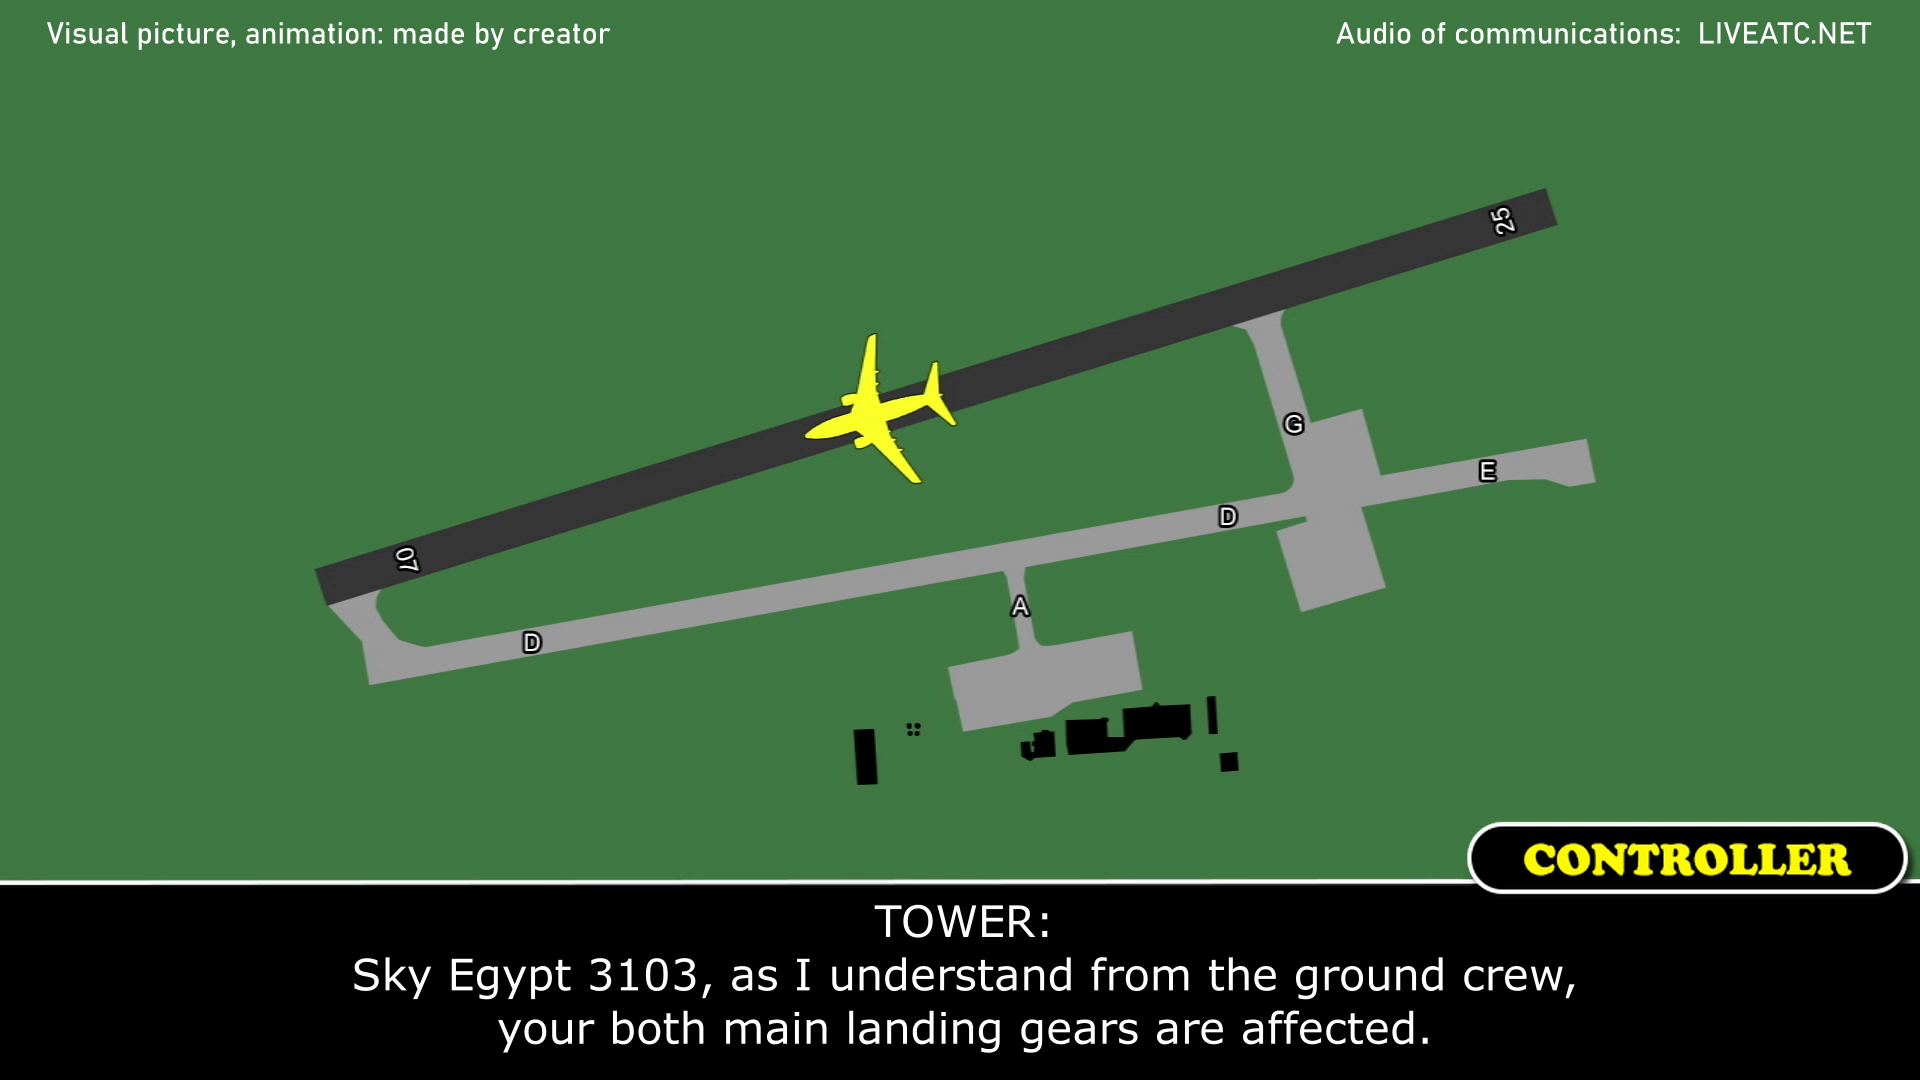 Visual picture, animation: made by creator
Audio of communications: LIVEATC.NET
25
07
G
E
D
A
D
CONTROLLER
TOWER:
Sky Egypt 3103, as I understand from the ground crew,
your both main landing gears are affected.